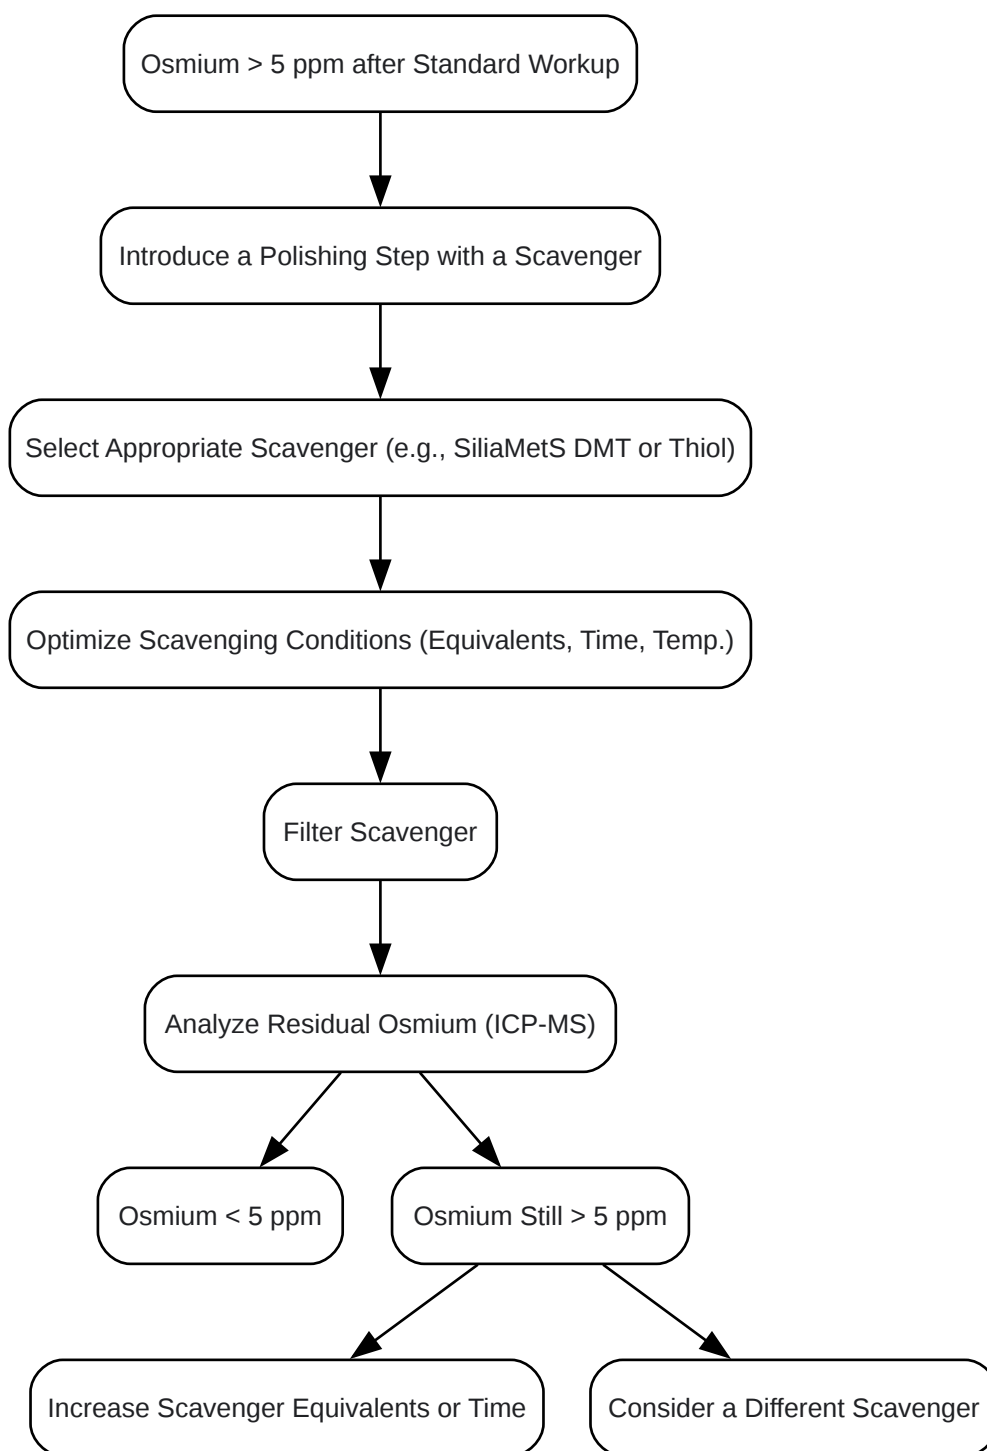 Osmium > 5 ppm after Standard Workup
Introduce a Polishing Step with a Scavenger
Select Appropriate Scavenger (e.g., SiliaMetS DMT or Thiol)
Optimize Scavenging Conditions (Equivalents, Time, Temp.)
Filter Scavenger
Analyze Residual Osmium (ICP-MS)
Osmium < 5 ppm
Osmium Still > 5 ppm
Increase Scavenger Equivalents or Time
Consider a Different Scavenger